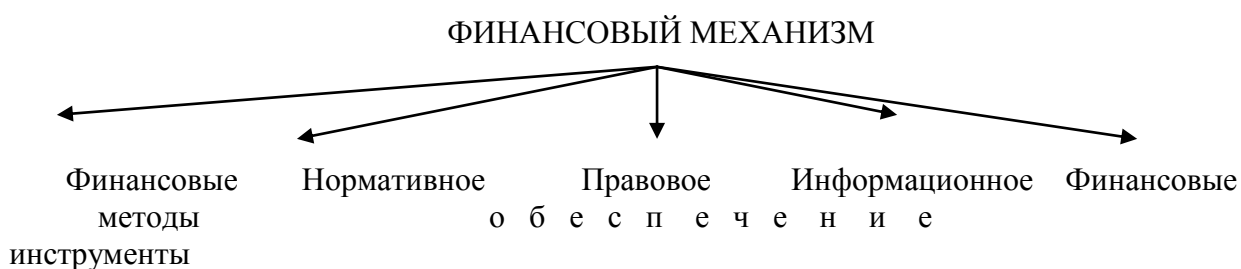 ФИНАНСОВЫЙ МЕХАНИЗМ
Финансовые Нормативное Правовое Информационное Финансовые
методы о б е с п е ч е н и е
инструменты